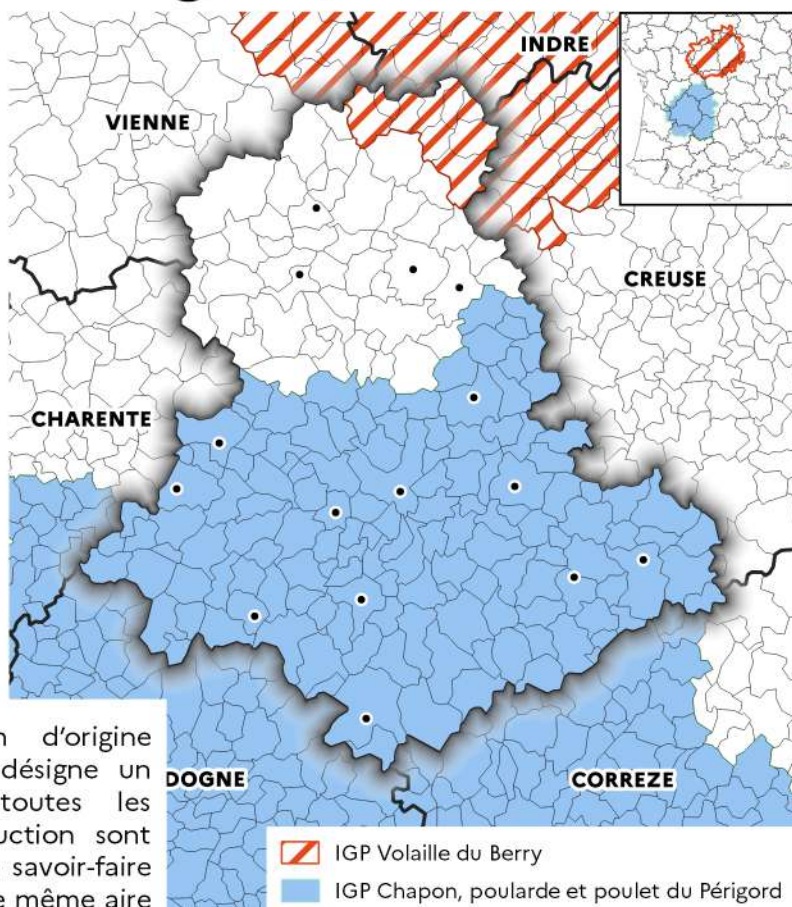 INDRE
VIENNE
CREUSE
CHARENTE
DOGNE
CORREZE
d'origine
désigne un
toutes les
sont
savoir-faire
même aire
IGP Volaille du Berry
IGP Chapon, poularde et poulet du Périgord